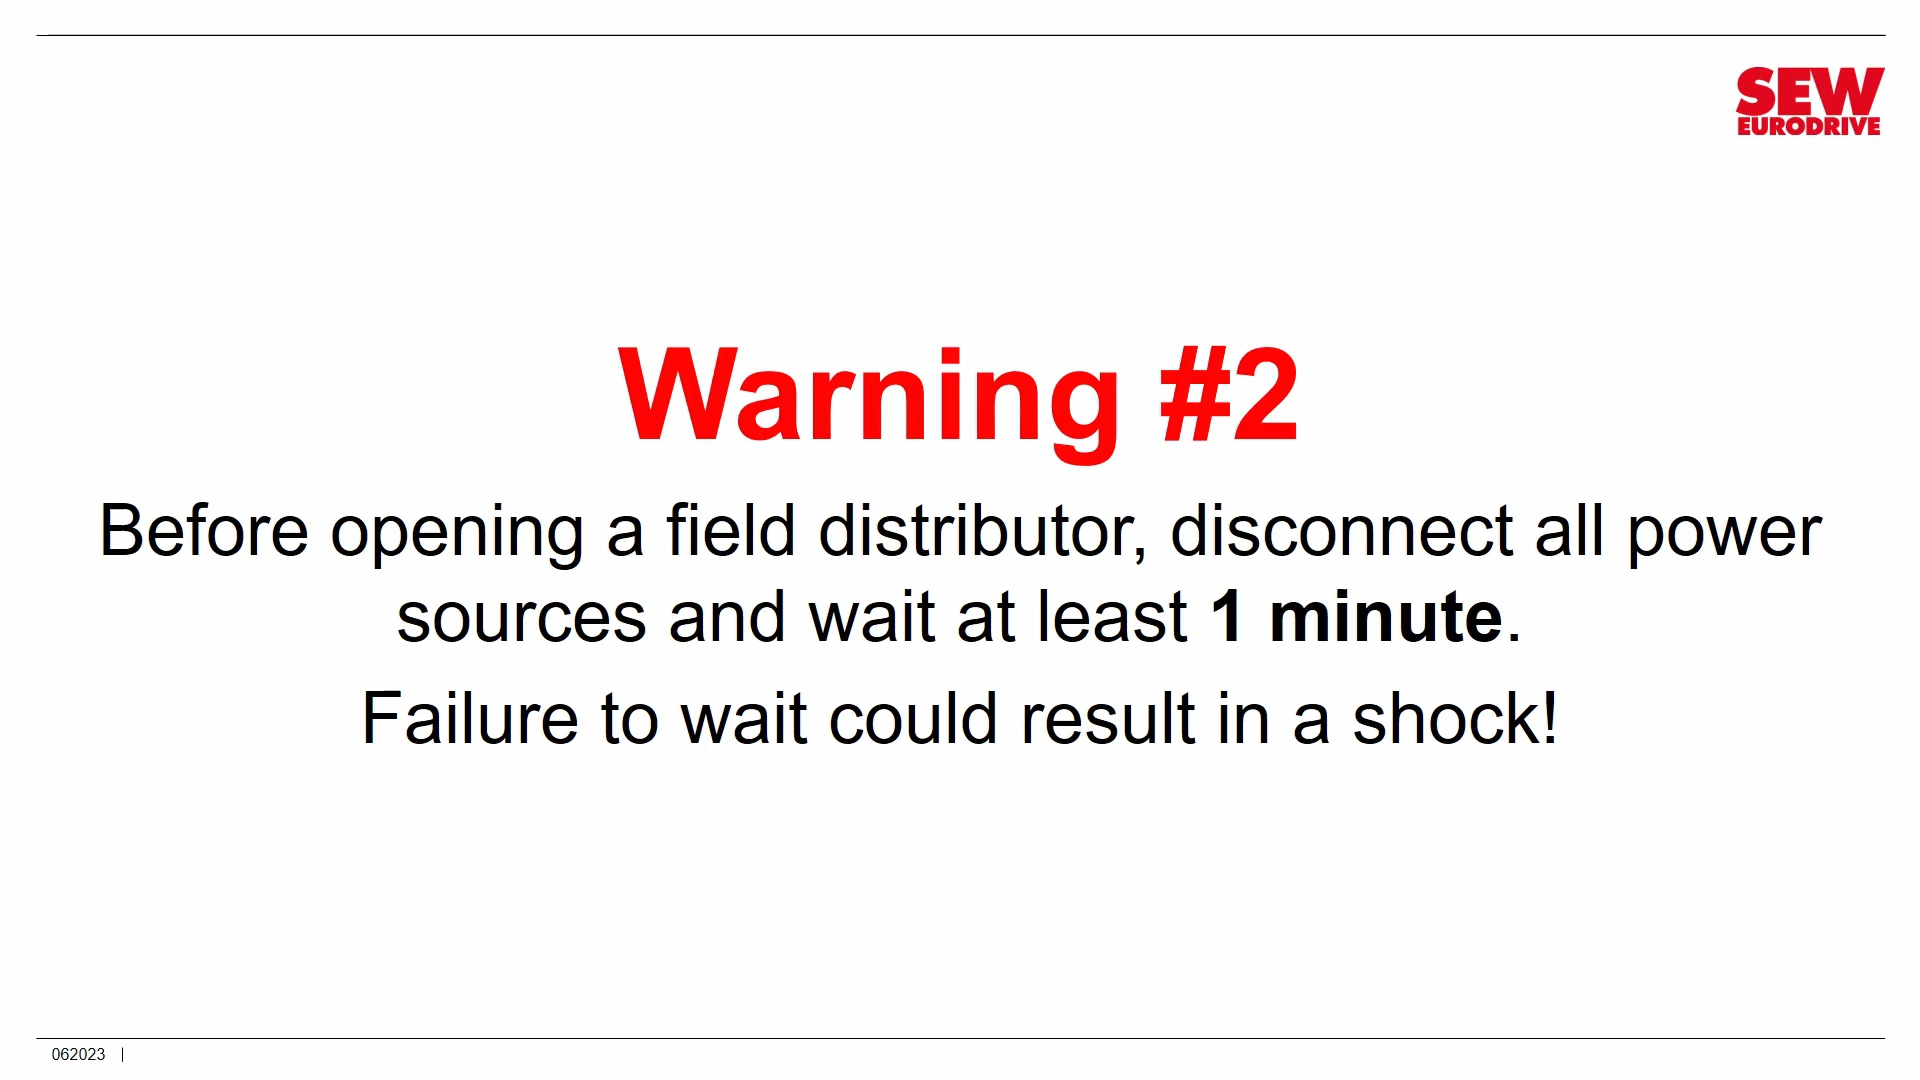 SEW
EURODRIVE
Warning #2
Before opening a field distributor, disconnect all power
sources and wait at least 1 minute.
Failure to wait could result in a shock!
062023 |